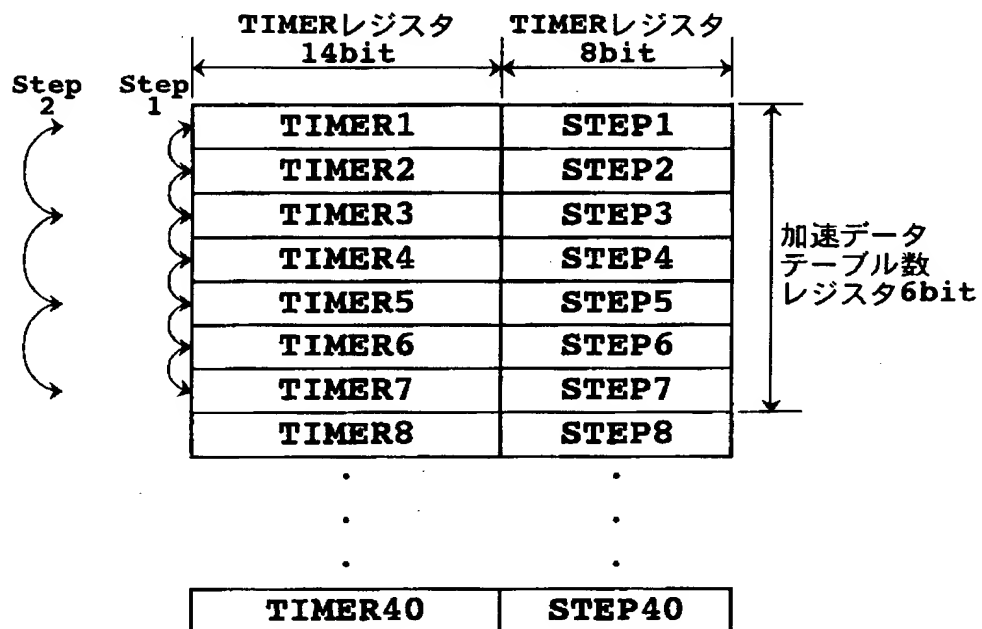 TIMERレジスタ
14bit
TIMERレジスタ
8bit
Step
2
Step
1
TIMER1 STEP1
TIMER2 STEP2
TIMER3 STEP3
TIMER4 STEP4
TIMER5 STEP5
TIMER6 STEP6
TIMER7 STEP7
TIMER8 STEP8
加速データ
テーブル数
レジスタ6bit
TIMER40 STEP40